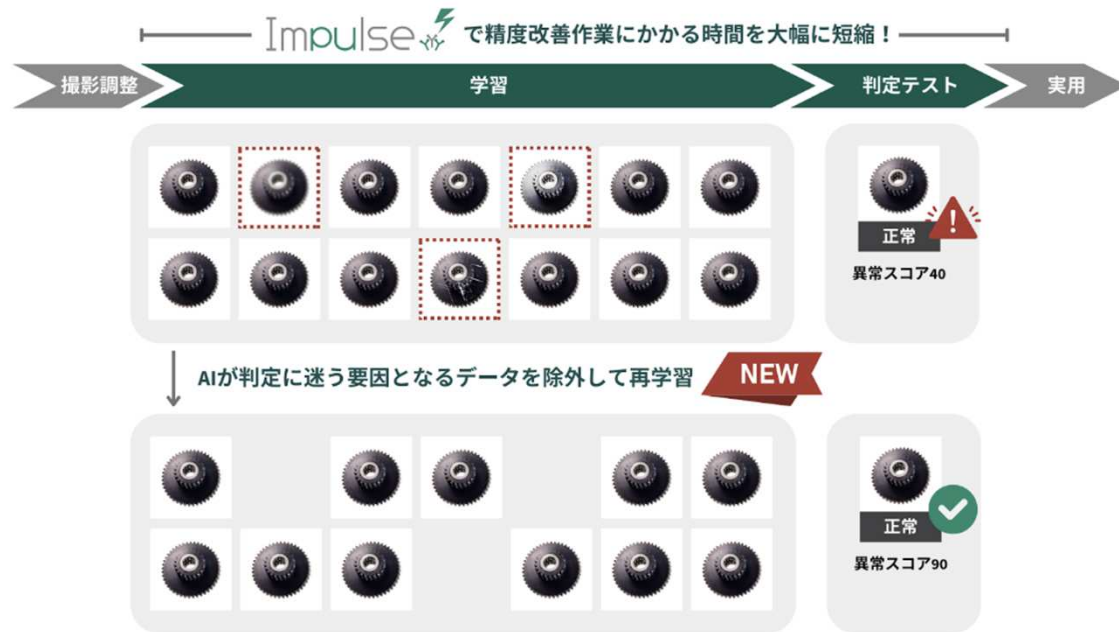 Impulse で精度改善作業にかかる時間を大幅に短縮！
撮影調整
学習
判定テスト
実用
正常
異常スコア40
AIが判定に迷う要因となるデータを除外して再学習
NEW
正常
異常スコア90